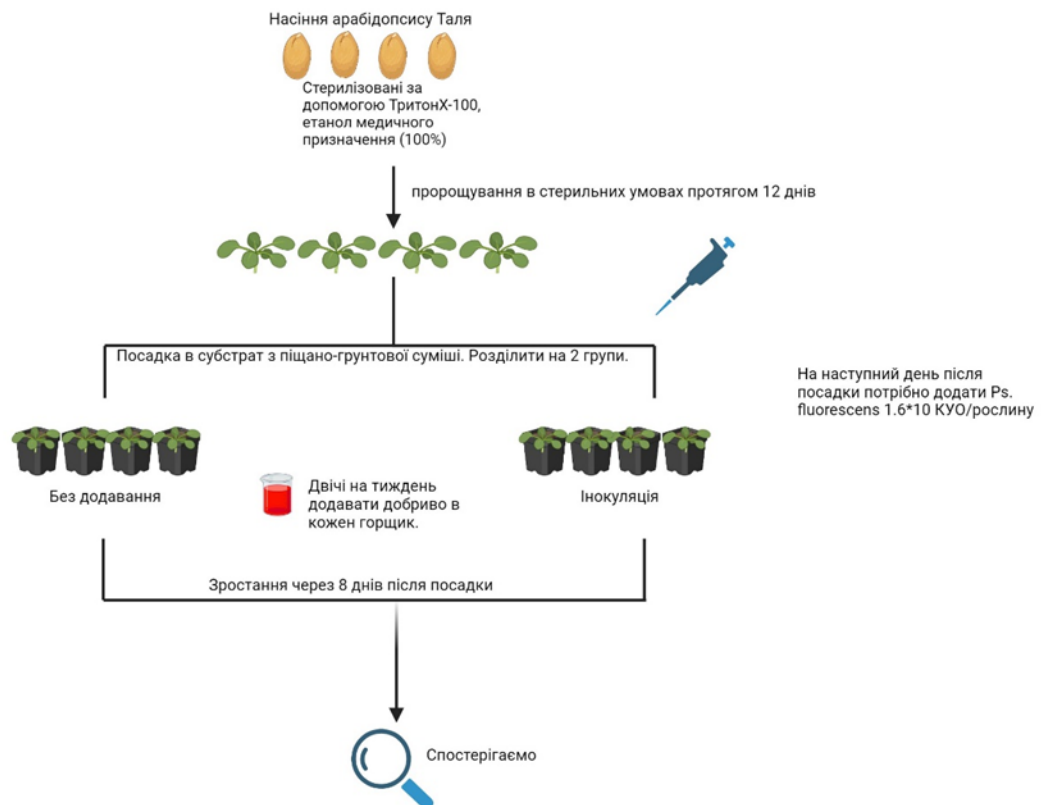 Насіння арабідопсису Таля
Стерилізовані за
допомогою ТритонХ-100,
етанол медичного
призначення (100%)
пророщування в стерильних умовах протягом 12 днів
Посадка в субстрат з піщано-грунтової суміші. Розділити на 2 групи.
На наступний день після
посадки потрібно додати Ps.
fluorescens 1.6*10 КУО/рослину
Без додавання
Двічі на тиждень
додавати добриво в
кожен горщик.
Інокуляція
Зростання через 8 днів після посадки
Спостерігаємо